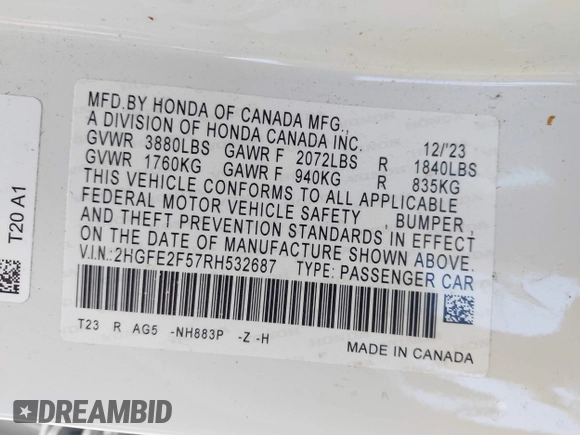 MFD.BY HONDA OF CANADA MFG.,
A DIVISION OF HONDA CANADA INC. 12/'23
GVWR 3880LBS GAWR F 2072LBS R 1840LBS
GVWR 1760KG GAWR F 940KG R 835KG
THIS VEHICLE CONFORMS TO ALL APPLICABLE
FEDERAL MOTOR VEHICLE SAFETY , BUMPER ,
AND THEFT PREVENTION STANDARDS IN EFFECT
ON THE DATE OF MANUFACTURE SHOWN ABOVE.
V.I.N.: 2HGFE2F57RH532687 TYPE: PASSENGER CAR
T23 R AG5 -NH883P -Z -H
MADE IN CANADA
T20 A1
DREAMBID